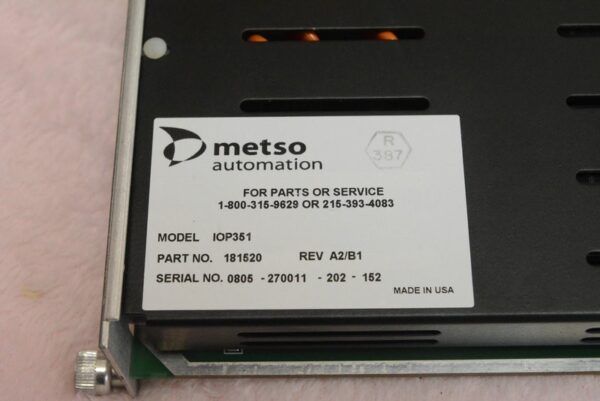 metso
automation
R
387
FOR PARTS OR SERVICE
1-800-315-9629 OR 215-393-4083
MODEL IOP351
PART NO. 181520 REV A2/B1
SERIAL NO. 0805 - 270011 - 202 - 152
MADE IN USA